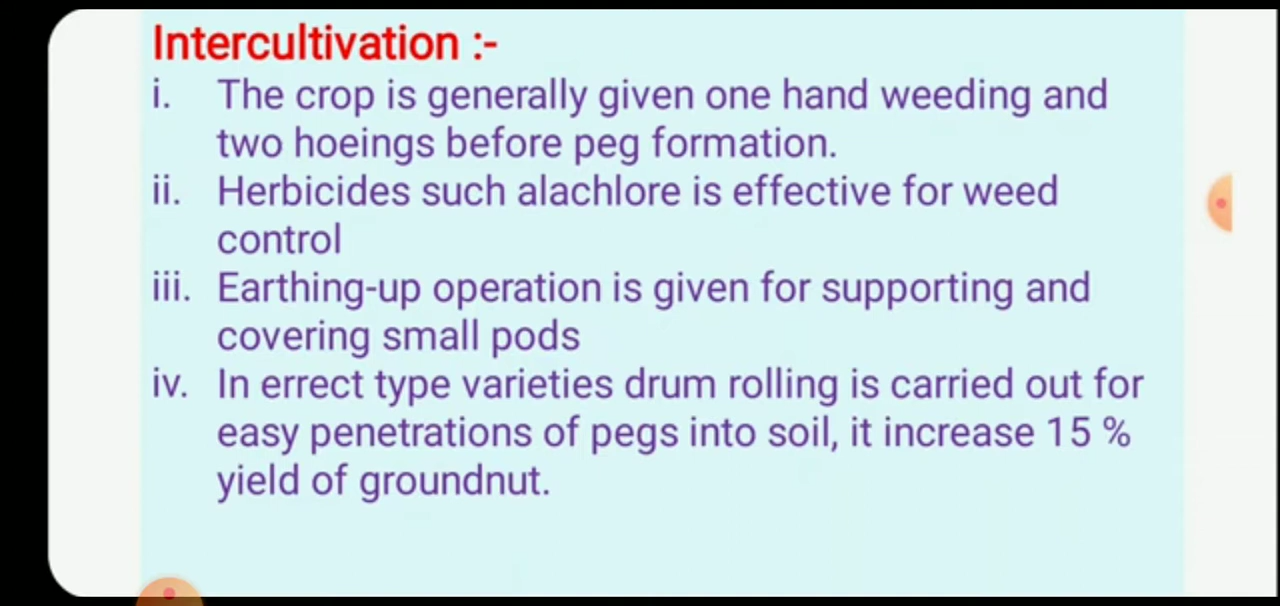 Intercultivation :-
i. The crop is generally given one hand weeding and
two hoeings before peg formation.
ii. Herbicides such alachlore is effective for weed
control
iii. Earthing-up operation is given for supporting and
covering small pods
iv. In errect type varieties drum rolling is carried out for
easy penetrations of pegs into soil, it increase 15 %
yield of groundnut.